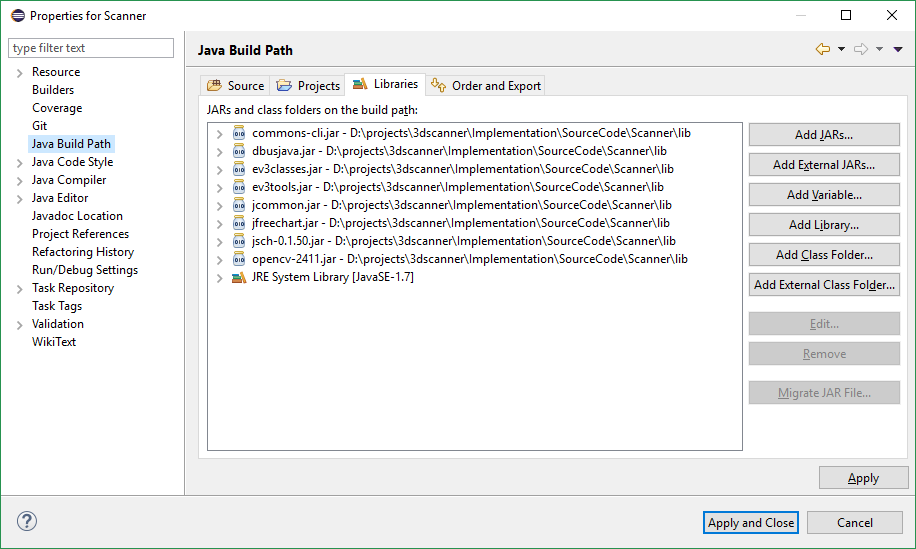 Properties for Scanner
type filter text
Resource
Builders
Coverage
Git
Java Build Path
Java Code Style
Java Compiler
Java Editor
Javadoc Location
Project References
Refactoring History
Run/Debug Settings
Task Repository
Task Tags
Validation
WikiText
Java Build Path
Source
Projects
Libraries
Order and Export
JARs and class folders on the build path:
commons-cli.jar - D:\projects\3dscanner\Implementation\SourceCode\Scanner\lib
dbusjava.jar - D:\projects\3dscanner\Implementation\SourceCode\Scanner\lib
ev3classes.jar - D:\projects\3dscanner\Implementation\SourceCode\Scanner\lib
ev3tools.jar - D:\projects\3dscanner\Implementation\SourceCode\Scanner\lib
jcommon.jar - D:\projects\3dscanner\Implementation\SourceCode\Scanner\lib
jfreechart.jar - D:\projects\3dscanner\Implementation\SourceCode\Scanner\lib
jsch-0.1.50.jar - D:\projects\3dscanner\Implementation\SourceCode\Scanner\lib
opencv-2411.jar - D:\projects\3dscanner\Implementation\SourceCode\Scanner\lib
JRE System Library [JavaSE-1.7]
Add JARs...
Add External JARs...
Add Variable...
Add Library...
Add Class Folder...
Add External Class Folder...
Edit...
Remove
Migrate JAR File...
Apply
Apply and Close
Cancel